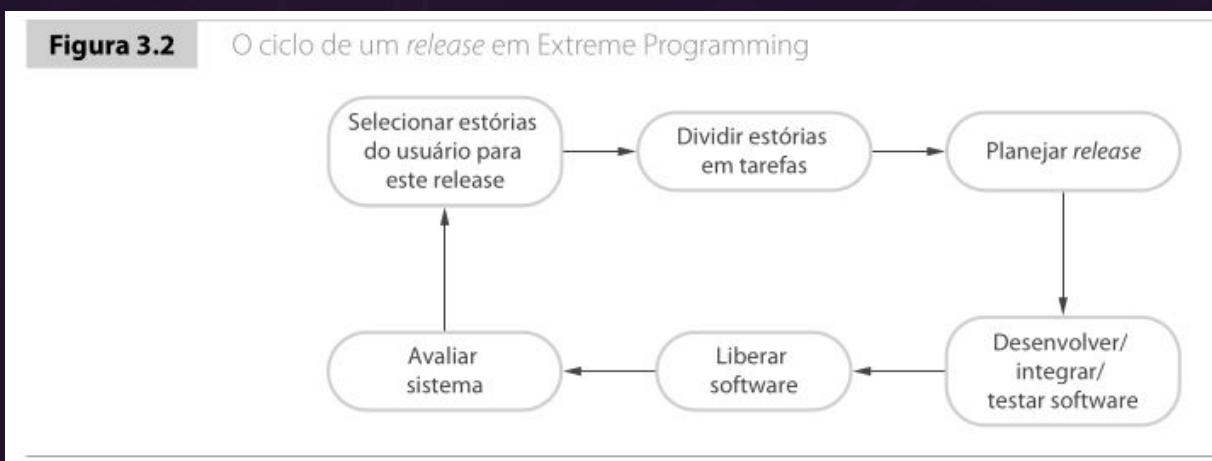 Figura 3.2 O ciclo de um release em Extreme Programming
Selecionar estórias
do usuário para
este release
Dividir estórias
em tarefas
Planejar release
Desenvolver/
integrar/
testar software
Liberar
software
Avaliar
sistema